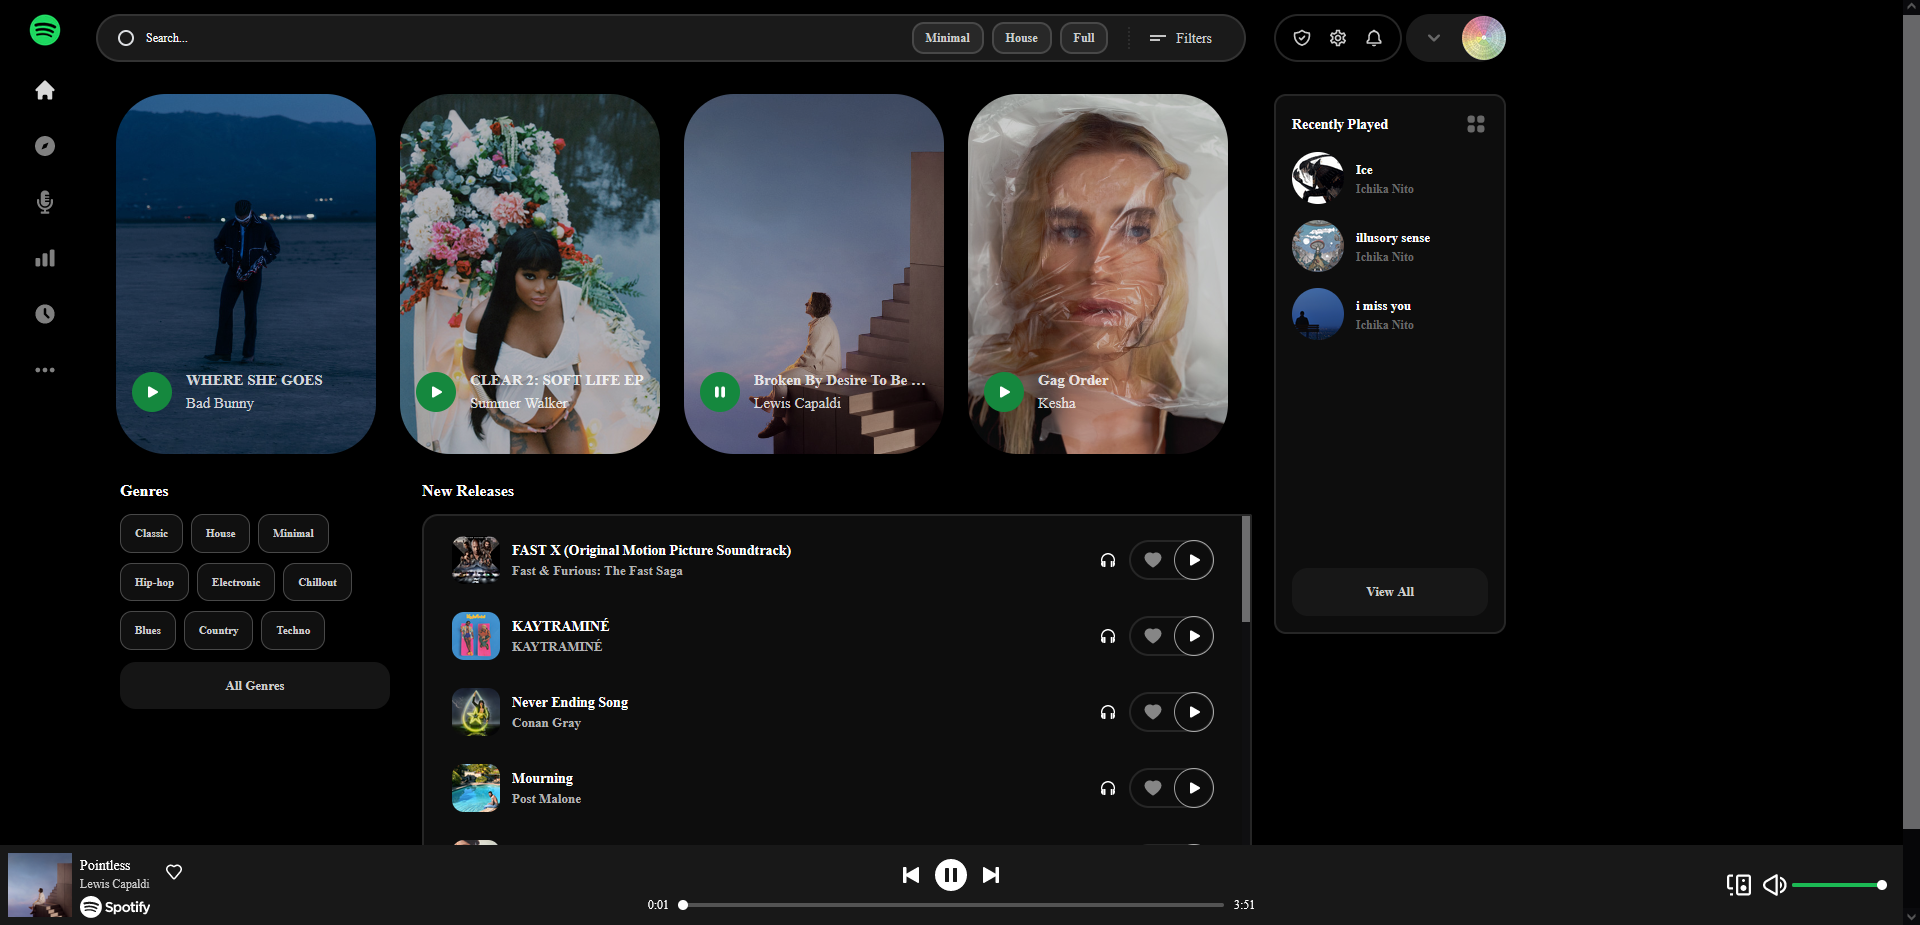 Search...
Minimal
House
Full
Filters
WHERE SHE GOES
Bad Bunny
CLEAR 2: SOFT LIFE EP
Summer Walker
Broken By Desire To Be ...
Lewis Capaldi
Gag Order
Kesha
Recently Played
Ice
Ichika Nito
illusory sense
Ichika Nito
i miss you
Ichika Nito
View All
Genres
Classic
House
Minimal
Hip-hop
Electronic
Chillout
Blues
Country
Techno
All Genres
New Releases
FAST X (Original Motion Picture Soundtrack)
Fast & Furious: The Fast Saga
KAYTRAMINÉ
KAYTRAMINÉ
Never Ending Song
Conan Gray
Mourning
Post Malone
Pointless
Lewis Capaldi
Spotify
0:01
3:51